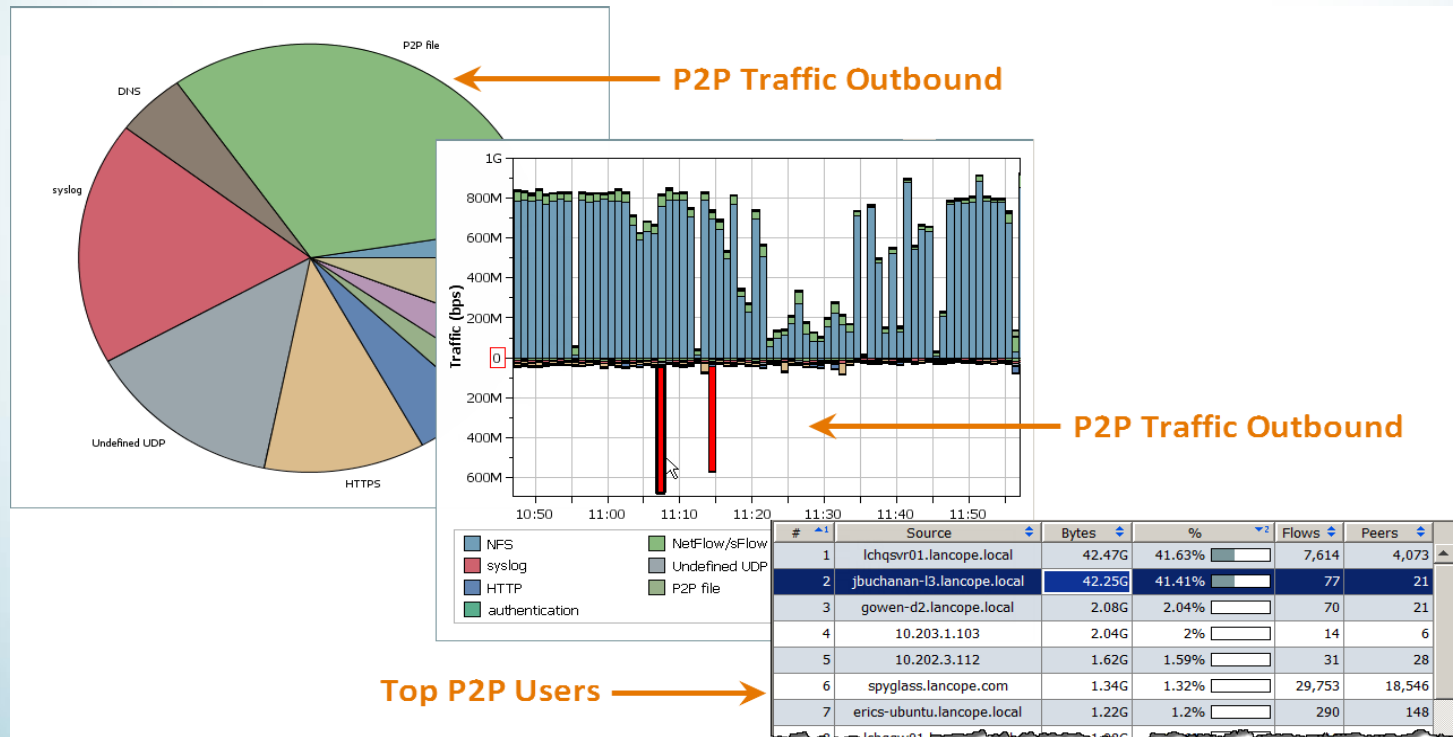 P2P file
DNS
syslog
Undefined UDP
HTTPS
P2P Traffic Outbound
1G
800M
600M
400M
200M
0
200M
400M
600M
Traffic (bps)
10:50 11:00 11:10 11:20 11:30 11:40 11:50
NFS NetFlow/sFlow
syslog Undefined UDP
HTTP P2P file
authentication
P2P Traffic Outbound
Top P2P Users
# 1 Source Bytes % 2 Flows Peers
1 lchqsvr01.lancope.local 42.47G 41.63% 7,614 4,073
2 jbuchanan-l3.lancope.local 42.25G 41.41% 77 21
3 gowen-d2.lancope.local 2.08G 2.04% 70 21
4 10.203.1.103 2.04G 2% 14 6
5 10.202.3.112 1.62G 1.59% 31 28
6 spyglass.lancope.com 1.34G 1.32% 29,753 18,546
7 erics-ubuntu.lancope.local 1.22G 1.2% 290 148